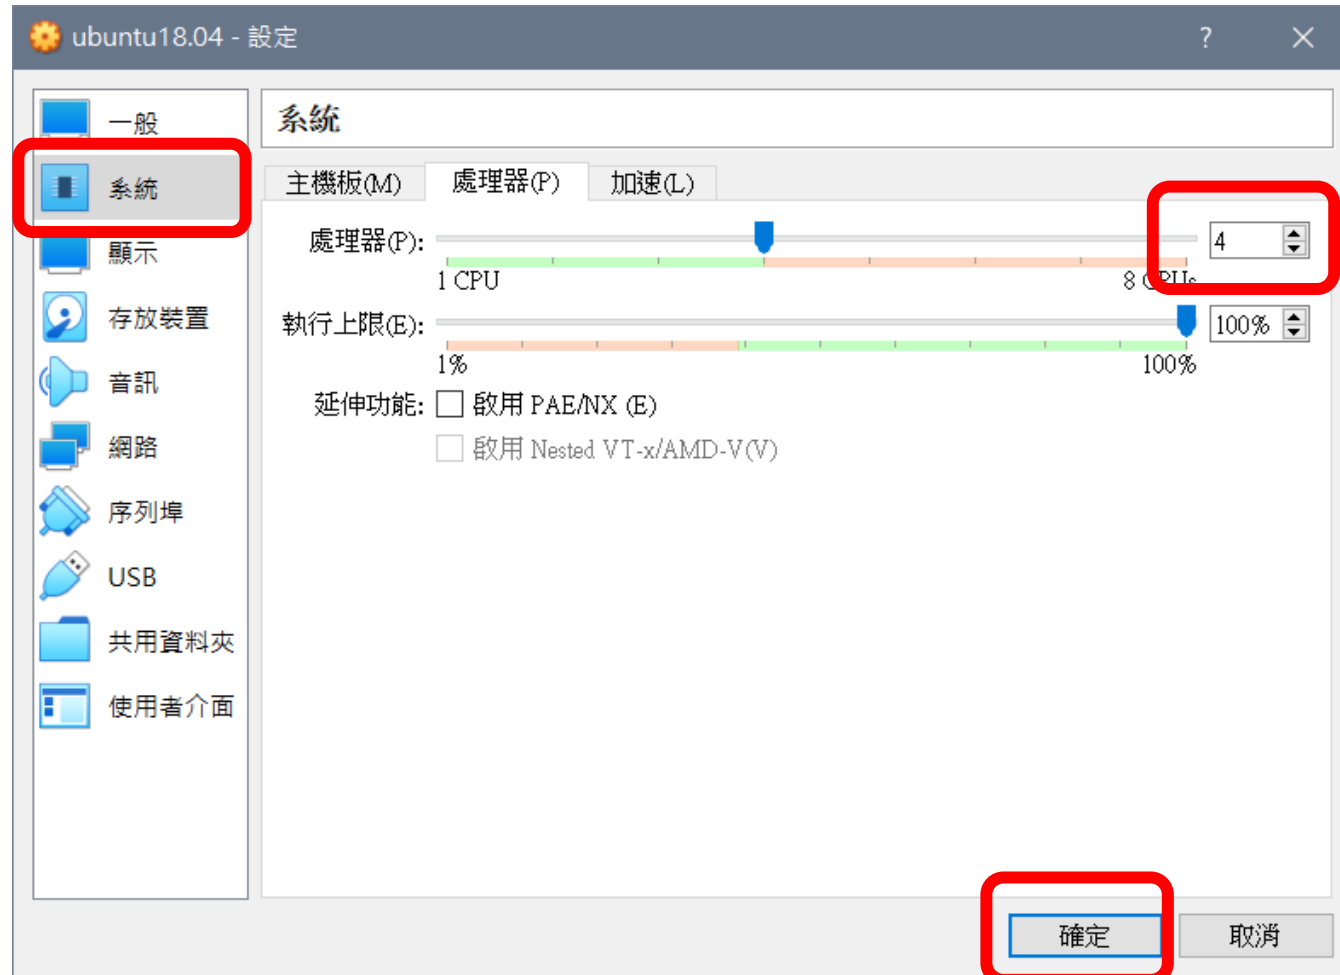 ubuntu18.04 - 設定
?
一般
系統
顯示
存放裝置
音訊
網路
序列埠
USB
共用資料夾
使用者介面
系統
主機板(M) 處理器(P) 加速(L)
處理器(P): 4
1 CPU 8 CPUs
執行上限(E): 100%
1% 100%
延伸功能: 啟用 PAE/NX (E)
啟用 Nested VT-x/AMD-V(V)
確定 取消